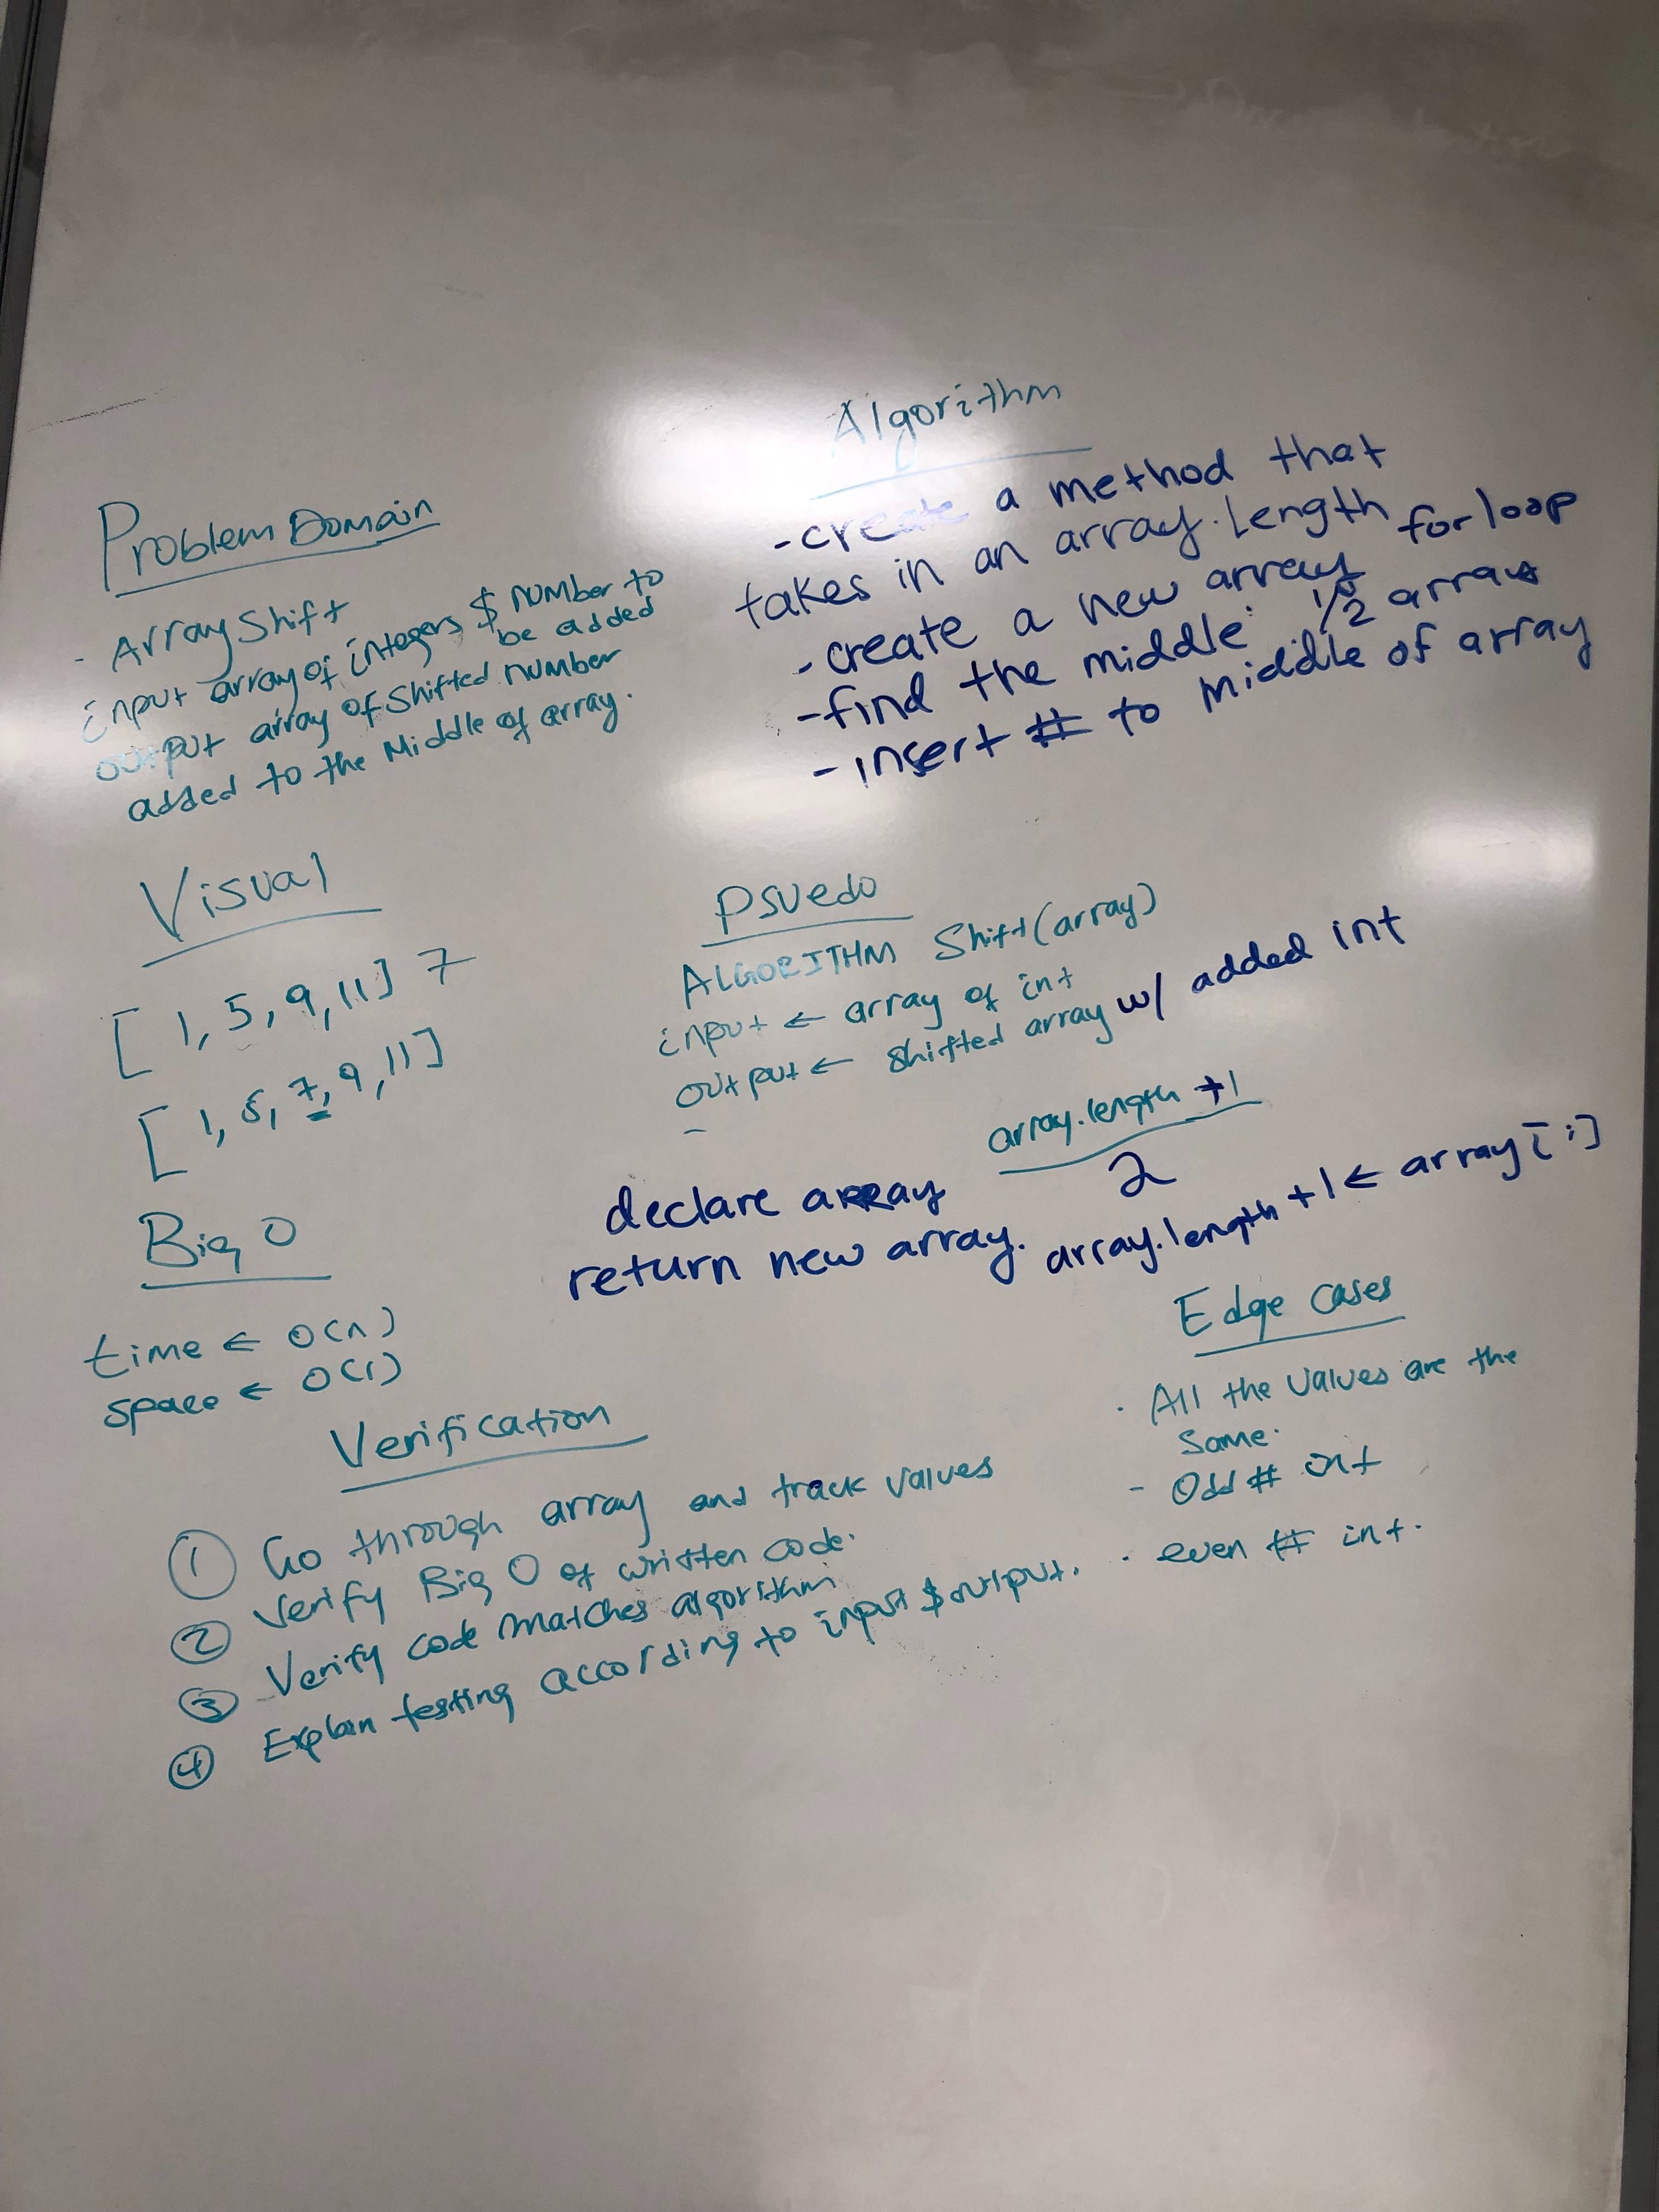 Problem Domain
- Array Shift
input array of integers & number to
be added
output array of shifted number
added to the Middle of array.
Algorithm
- create a method that
takes in an array.length
- create a new array for loop
- find the middle: 1/2 array
- insert # to middle of array
Visual
[ 1, 5, 9, 11] 7
[ 1, 5, 7, 9, 11]
Psuedo
ALGORITHM Shift(array)
input ← array of int
output ← shifted array w/ added int
-
array.length +1
2
declare array
return new array. array.length +1 ← array[i]
Big O
time ← O(n)
space ← O(1)
Edge cases
· All the values are the
same.
- Odd # int
· even # int.
Verification
① Go through array and track values
② Verify Big O of written code.
③ Verify code matches algorithm
④ Explain testing according to input & output.